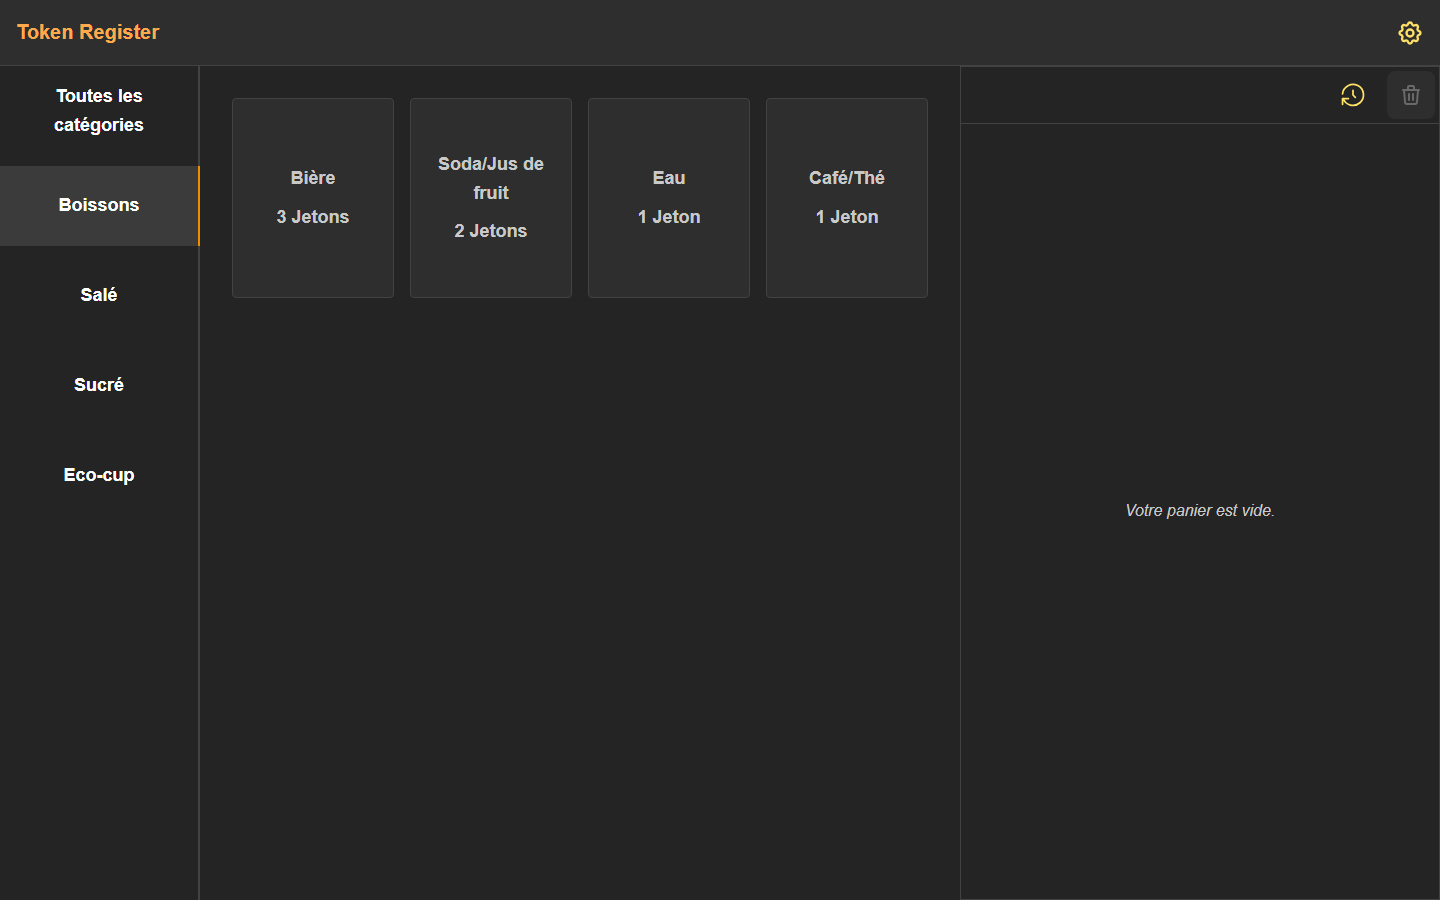 Token Register
Toutes les
catégories
Boissons
Salé
Sucré
Eco-cup
Bière
3 Jetons
Soda/Jus de
fruit
2 Jetons
Eau
1 Jeton
Café/Thé
1 Jeton
Votre panier est vide.